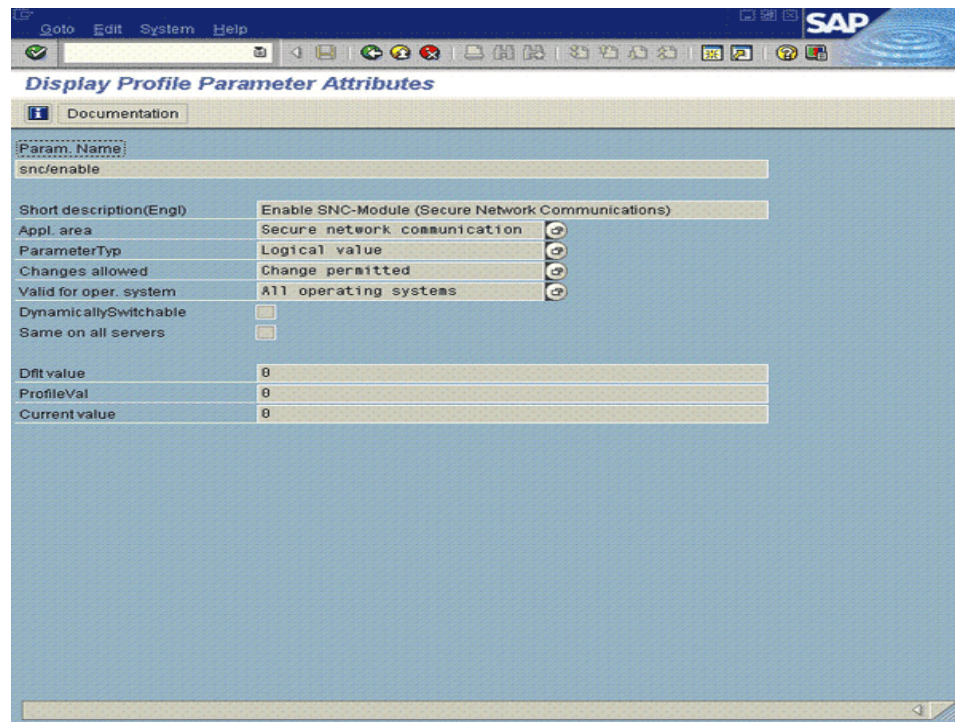 Goto Edit System Help
SAP
Display Profile Parameter Attributes
Documentation
Param. Name
snc/enable
Short description(Engl) Enable SNC-Module (Secure Network Communications)
Appl. area Secure network communication
ParameterTyp Logical value
Changes allowed Change permitted
Valid for oper. system All operating systems
DynamicallySwitchable
Same on all servers
Dflt value 0
ProfileVal 0
Current value 0